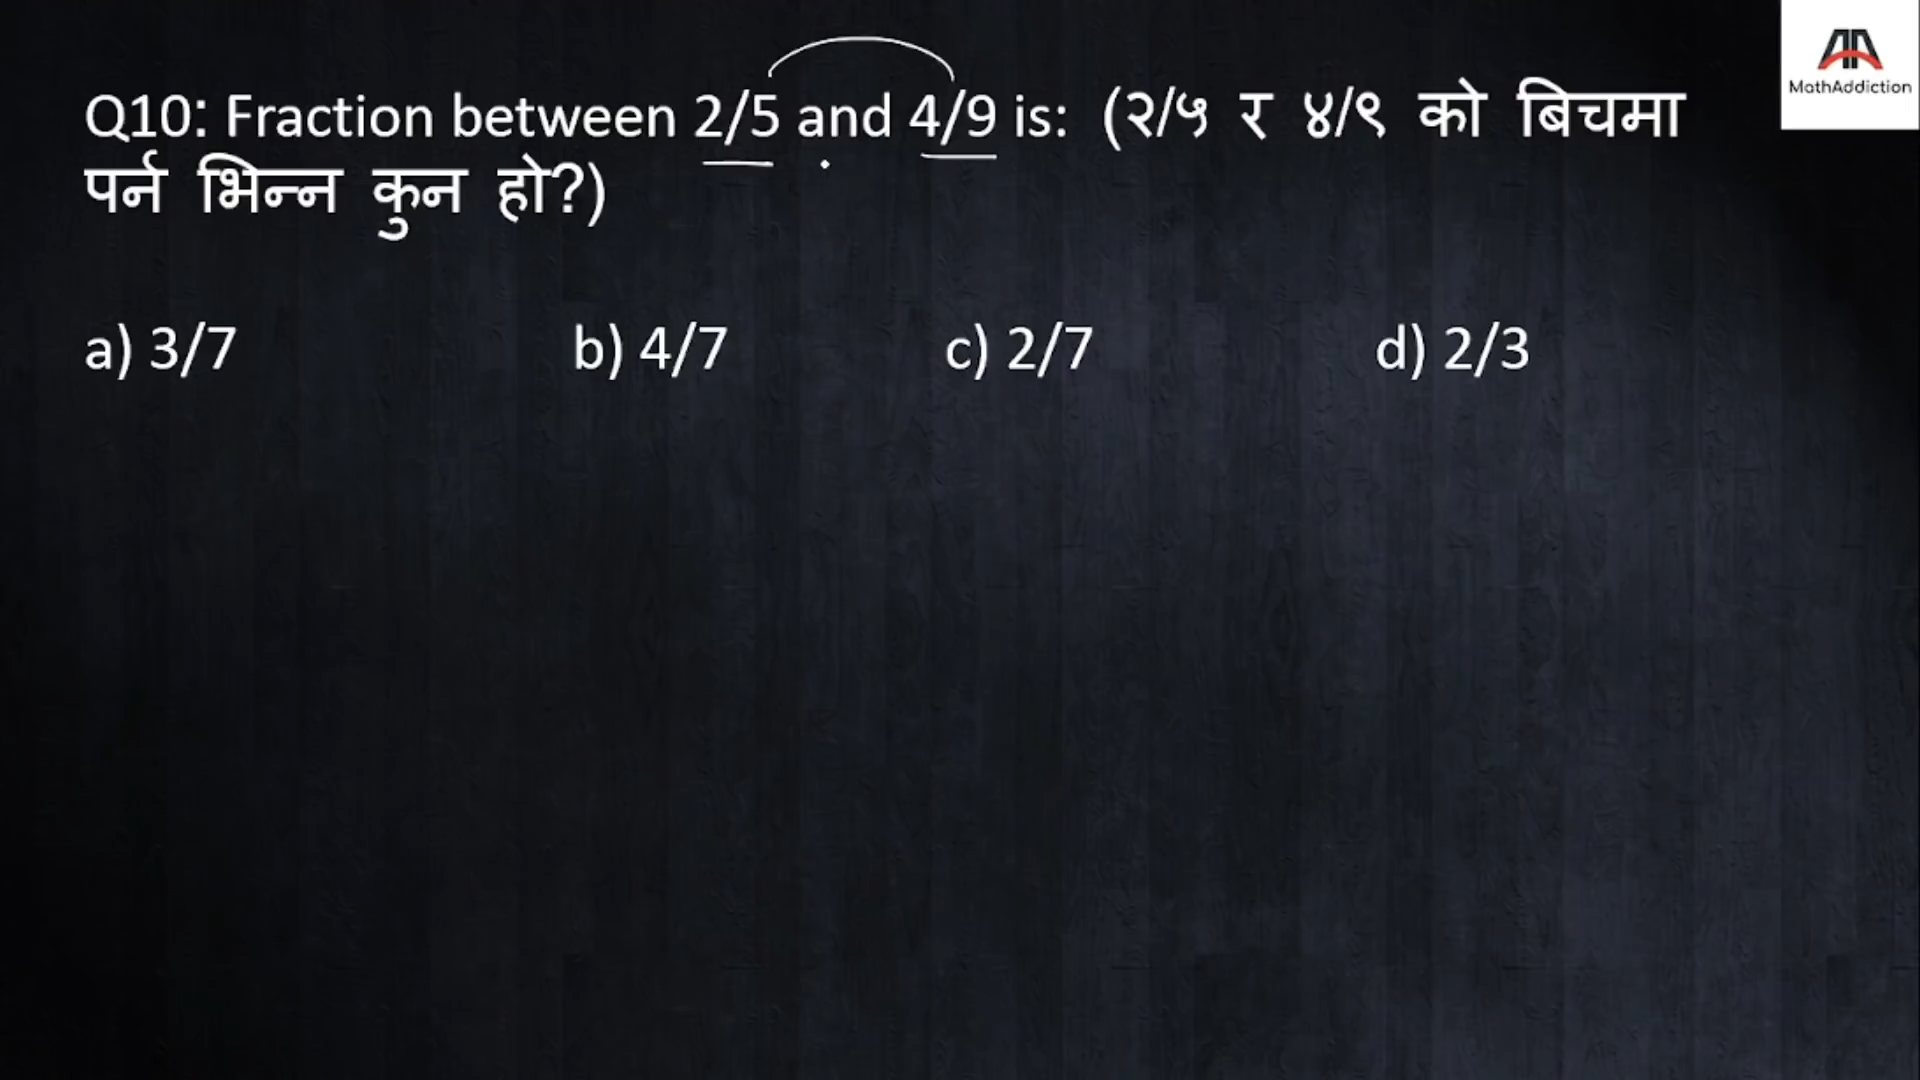 MathAddiction
Q10: Fraction between 2/5 and 4/9 is: (२/५ र ४/९ को बिचमा
पर्न भिन्न कुन हो?)
a) 3/7 b) 4/7 c) 2/7 d) 2/3